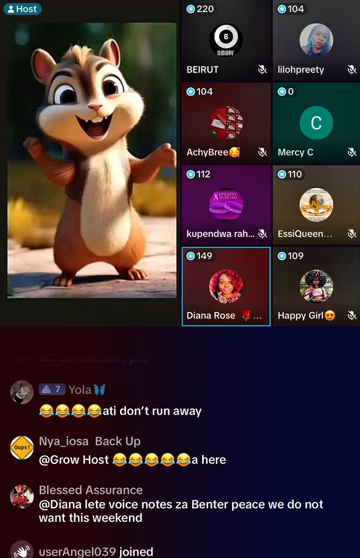 Host
220
BEIRUT
104
lilohpreety
104
AchyBree🥰
0
C
Mercy C
112
kupendwa rah...
110
EssiQueen...
149
Diana Rose 🌹...
109
Happy Girl😍
7 Yola🦋
😂😂😂😂ati don't run away
Oops!
Nya_iosa Back Up
@Grow Host 😂😂😂😂😂a here
Blessed Assurance
@Diana lete voice notes za Benter peace we do not
want this weekend
userAngel039 joined